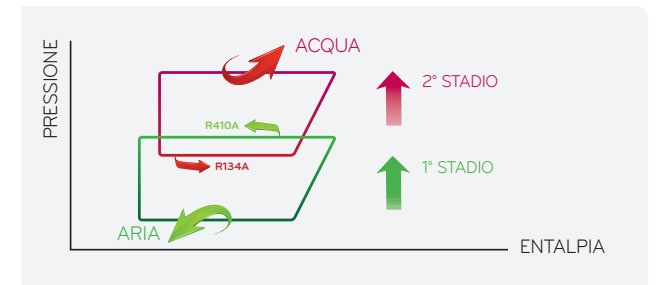 PRESSIONE
ACQUA
2° STADIO
R410A
R134A
1° STADIO
ARIA
ENTALPIA